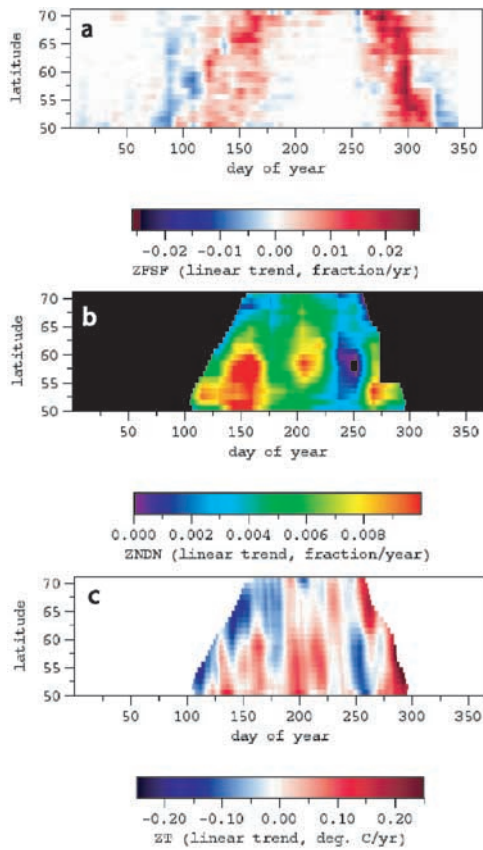 a
70
65
60
55
50
latitude
50 100 150 200 250 300 350
day of year
-0.02 -0.01 0.00 0.01 0.02
ZFSF (linear trend, fraction/yr)
b
70
65
60
55
50
latitude
50 100 150 200 250 300 350
day of year
0.000 0.002 0.004 0.006 0.008
ZNDN (linear trend, fraction/year)
c
70
65
60
55
50
latitude
50 100 150 200 250 300 350
day of year
-0.20 -0.10 0.00 0.10 0.20
ZT (linear trend, deg. C/yr)